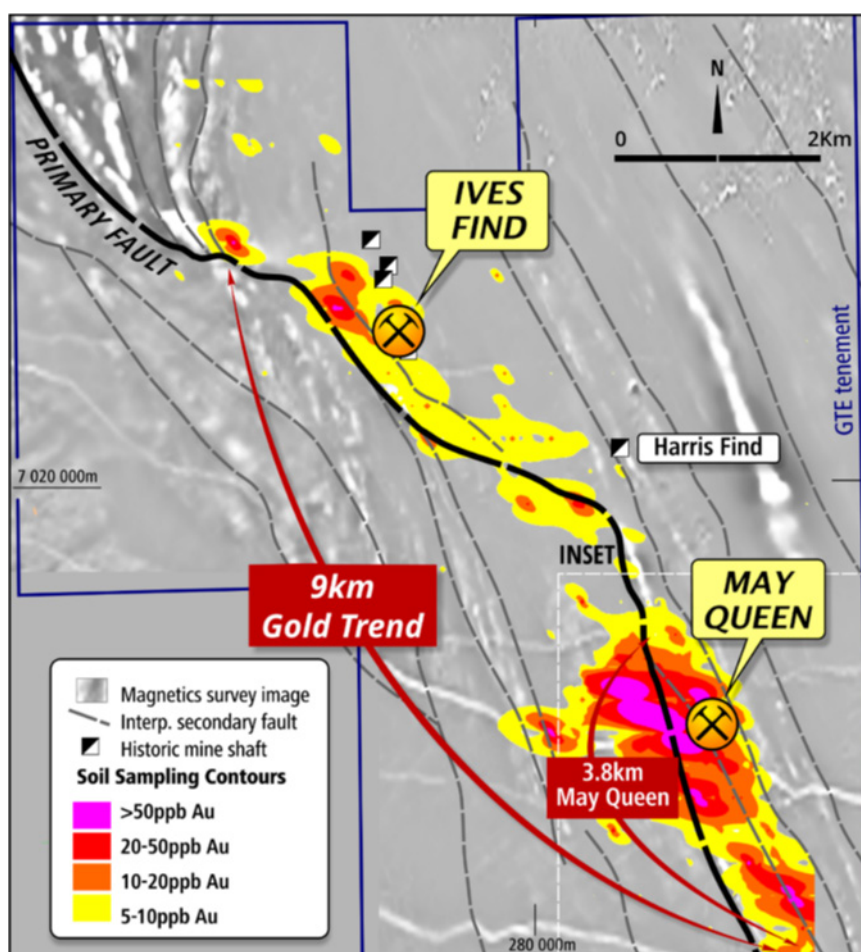 N
0 2Km
PRIMARY FAULT
IVES
FIND
GTE tenement
Harris Find
7 020 000m
INSET
9km
Gold Trend
MAY
QUEEN
3.8km
May Queen
Magnetics survey image
Interp. secondary fault
Historic mine shaft
Soil Sampling Contours
>50ppb Au
20-50ppb Au
10-20ppb Au
5-10ppb Au
280 000m